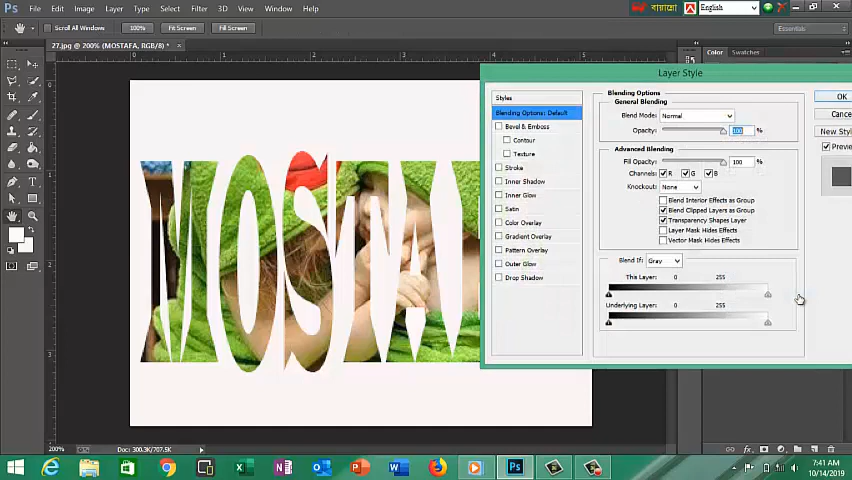 Ps File Edit Image Layer Type Select Filter 3D View Window Help
বায়ান্নো English
Scroll All Windows 100% Fit Screen Fill Screen Essentials
27.jpg @ 200% (MOSTAFA, RGB/8) *
Color Swatches
Layer Style
Styles
Blending Options: Default
Bevel & Emboss
Contour
Texture
Stroke
Inner Shadow
Inner Glow
Satin
Color Overlay
Gradient Overlay
Pattern Overlay
Outer Glow
Drop Shadow
Blending Options
General Blending
Blend Mode: Normal
Opacity: 100 %
Advanced Blending
Fill Opacity: 100 %
Channels: R G B
Knockout: None
Blend Interior Effects as Group
Blend Clipped Layers as Group
Transparency Shapes Layer
Layer Mask Hides Effects
Vector Mask Hides Effects
Blend If: Gray
This Layer: 0 255
Underlying Layer: 0 255
OK
Cance
New Styl
Previe
MOSTA
200% Doc: 300.3K/707.5K
7:41 AM
10/14/2019